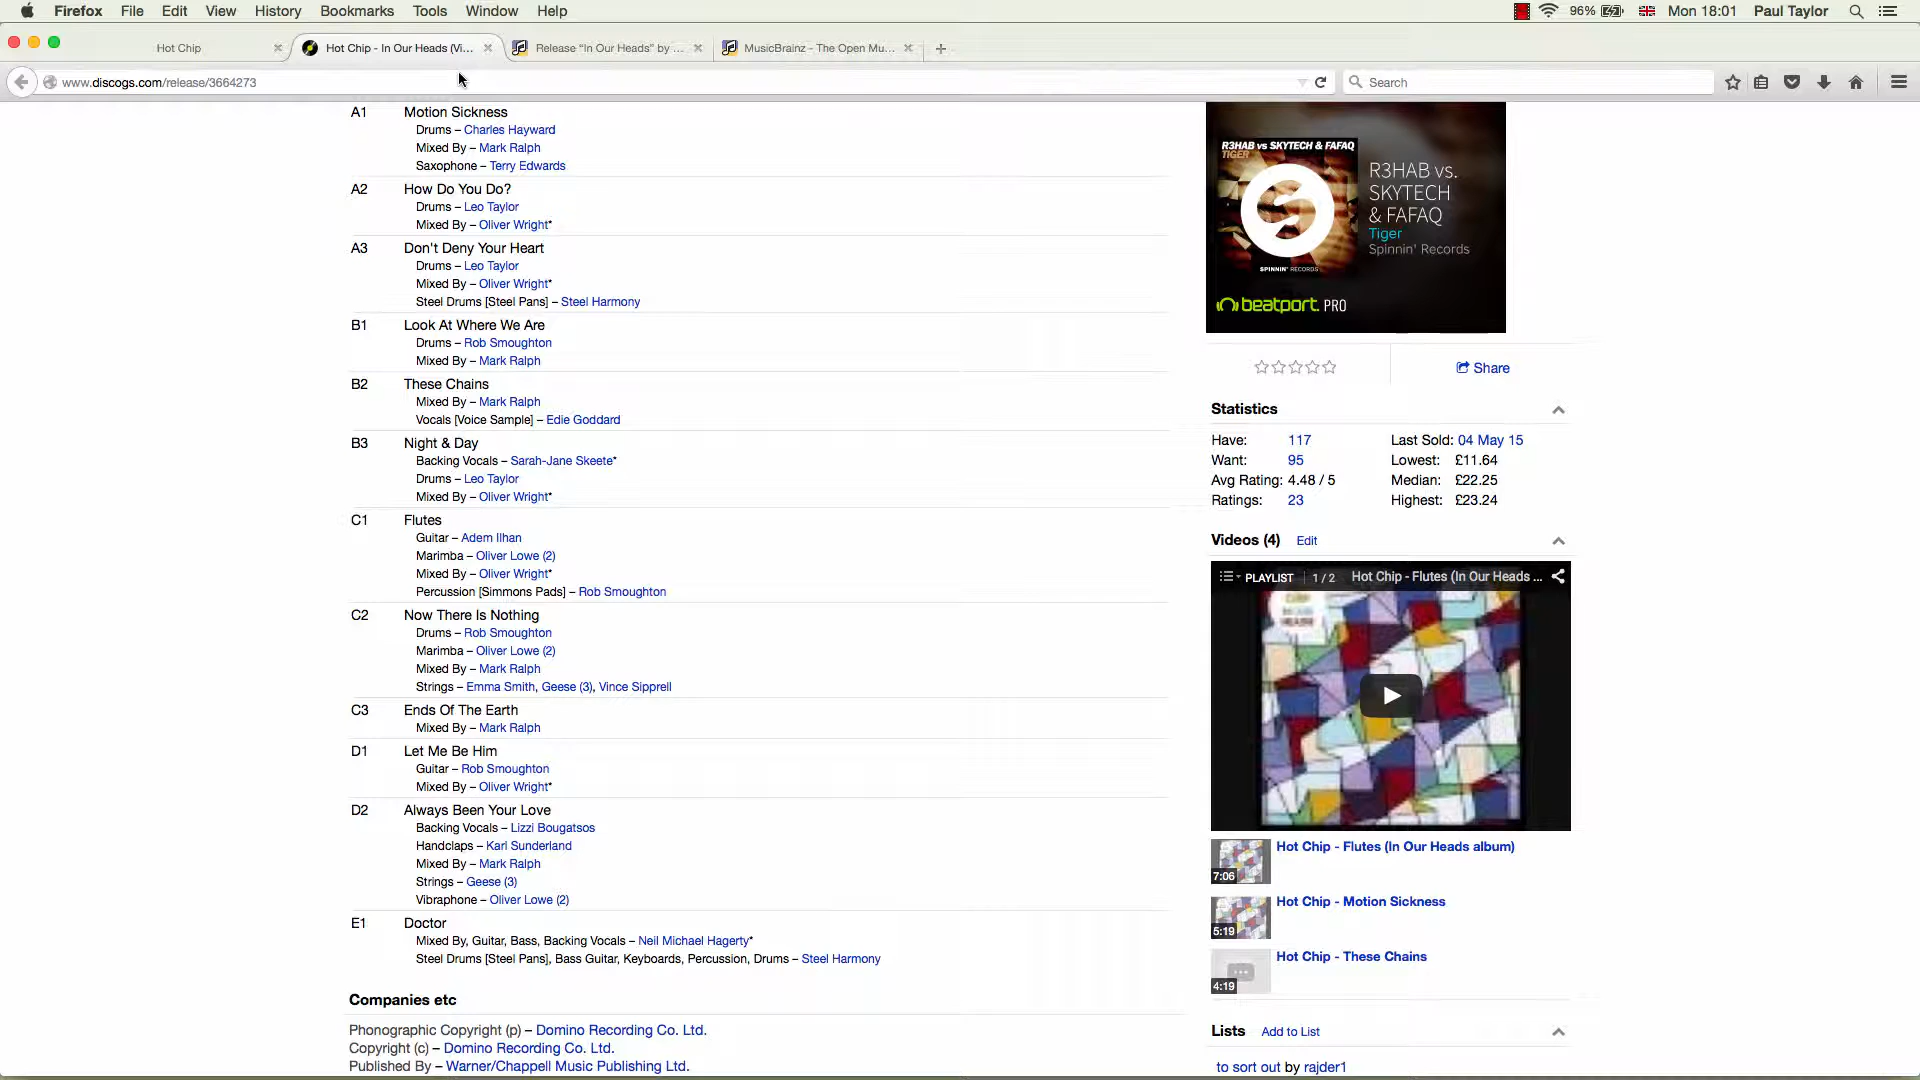 Firefox File Edit View History Bookmarks Tools Window Help 96% Mon 18:01 Paul Taylor
Hot Chip Hot Chip - In Our Heads (Vi... Release “In Our Heads” by ... MusicBrainz - The Open Mu...
www.discogs.com/release/3664273 Search
A1 Motion Sickness
Drums – Charles Hayward
Mixed By – Mark Ralph
Saxophone – Terry Edwards
A2 How Do You Do?
Drums – Leo Taylor
Mixed By – Oliver Wright*
A3 Don't Deny Your Heart
Drums – Leo Taylor
Mixed By – Oliver Wright*
Steel Drums [Steel Pans] – Steel Harmony
B1 Look At Where We Are
Drums – Rob Smoughton
Mixed By – Mark Ralph
B2 These Chains
Mixed By – Mark Ralph
Vocals [Voice Sample] – Edie Goddard
B3 Night & Day
Backing Vocals – Sarah-Jane Skeete*
Drums – Leo Taylor
Mixed By – Oliver Wright*
C1 Flutes
Guitar – Adem Ilhan
Marimba – Oliver Lowe (2)
Mixed By – Oliver Wright*
Percussion [Simmons Pads] – Rob Smoughton
C2 Now There Is Nothing
Drums – Rob Smoughton
Marimba – Oliver Lowe (2)
Mixed By – Mark Ralph
Strings – Emma Smith, Geese (3), Vince Sipprell
C3 Ends Of The Earth
Mixed By – Mark Ralph
D1 Let Me Be Him
Guitar – Rob Smoughton
Mixed By – Oliver Wright*
D2 Always Been Your Love
Backing Vocals – Lizzi Bougatsos
Handclaps – Karl Sunderland
Mixed By – Mark Ralph
Strings – Geese (3)
Vibraphone – Oliver Lowe (2)
E1 Doctor
Mixed By, Guitar, Bass, Backing Vocals – Neil Michael Hagerty*
Steel Drums [Steel Pans], Bass Guitar, Keyboards, Percussion, Drums – Steel Harmony
Companies etc
Phonographic Copyright (p) – Domino Recording Co. Ltd.
Copyright (c) – Domino Recording Co. Ltd.
Published By – Warner/Chappell Music Publishing Ltd.
R3HAB vs SKYTECH & FAFAQ
TIGER
SPINNIN' RECORDS
R3HAB vs.
SKYTECH
& FAFAQ
Tiger
Spinnin' Records
beatport PRO
Share
Statistics
Have: 117 Last Sold: 04 May 15
Want: 95 Lowest: £11.64
Avg Rating: 4.48 / 5 Median: £22.25
Ratings: 23 Highest: £23.24
Videos (4) Edit
PLAYLIST 1 / 2 Hot Chip - Flutes (In Our Heads ...
7:06 Hot Chip - Flutes (In Our Heads album)
5:19 Hot Chip - Motion Sickness
4:19 Hot Chip - These Chains
Lists Add to List
to sort out by rajder1